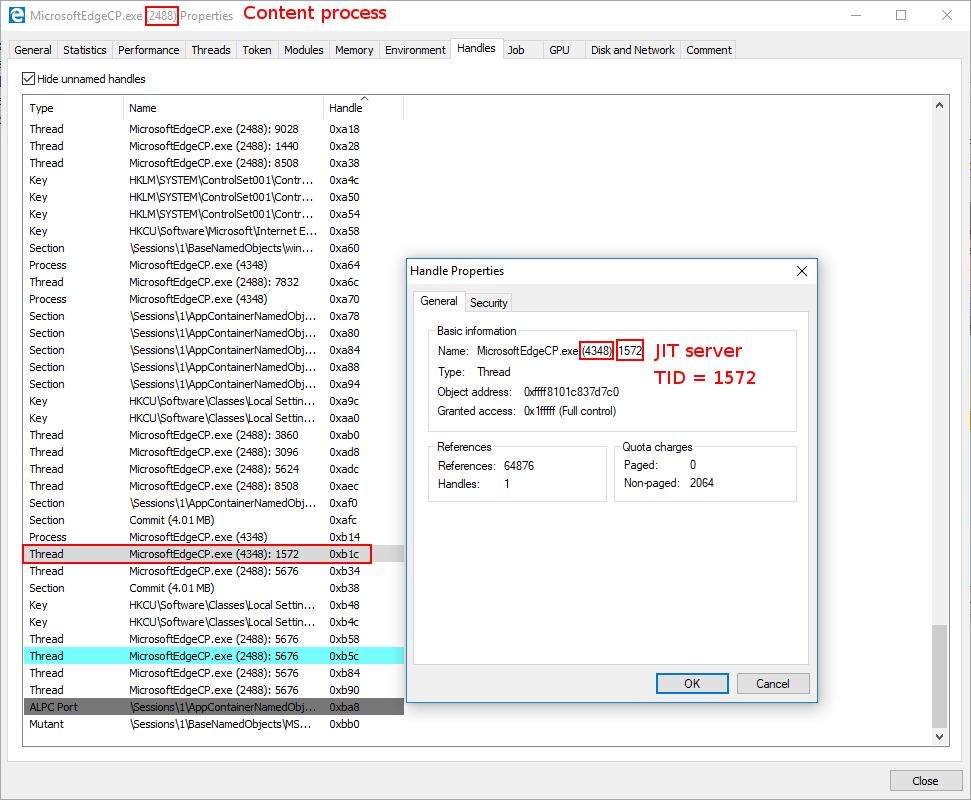 MicrosoftEdgeCP.exe (2488) Properties Content process
General Statistics Performance Threads Token Modules Memory Environment Handles Job GPU Disk and Network Comment
Hide unnamed handles
Type Name Handle
Thread MicrosoftEdgeCP.exe (2488): 9028 0xa18
Thread MicrosoftEdgeCP.exe (2488): 1440 0xa28
Thread MicrosoftEdgeCP.exe (2488): 8508 0xa38
Key HKLM\SYSTEM\ControlSet001\Contr... 0xa4c
Key HKLM\SYSTEM\ControlSet001\Contr... 0xa50
Key HKLM\SYSTEM\ControlSet001\Contr... 0xa54
Key HKCU\Software\Microsoft\Internet E... 0xa58
Section \Sessions\1\BaseNamedObjects\win... 0xa60
Process MicrosoftEdgeCP.exe (4348) 0xa64
Thread MicrosoftEdgeCP.exe (2488): 7832 0xa6c
Process MicrosoftEdgeCP.exe (4348) 0xa70
Section \Sessions\1\AppContainerNamedObj... 0xa78
Section \Sessions\1\AppContainerNamedObj... 0xa80
Section \Sessions\1\AppContainerNamedObj... 0xa84
Section \Sessions\1\AppContainerNamedObj... 0xa88
Section \Sessions\1\AppContainerNamedObj... 0xa94
Key HKCU\Software\Classes\Local Settin... 0xa9c
Key HKCU\Software\Classes\Local Settin... 0xaa0
Thread MicrosoftEdgeCP.exe (2488): 3860 0xab0
Thread MicrosoftEdgeCP.exe (2488): 3096 0xad8
Thread MicrosoftEdgeCP.exe (2488): 5624 0xadc
Thread MicrosoftEdgeCP.exe (2488): 8508 0xaec
Section \Sessions\1\AppContainerNamedObj... 0xaf0
Section Commit (4.01 MB) 0xafc
Process MicrosoftEdgeCP.exe (4348) 0xb14
Thread MicrosoftEdgeCP.exe (4348): 1572 0xb1c
Thread MicrosoftEdgeCP.exe (2488): 5676 0xb34
Section Commit (4.01 MB) 0xb38
Key HKCU\Software\Classes\Local Settin... 0xb48
Key HKCU\Software\Classes\Local Settin... 0xb4c
Thread MicrosoftEdgeCP.exe (2488): 5676 0xb58
Thread MicrosoftEdgeCP.exe (2488): 5676 0xb5c
Thread MicrosoftEdgeCP.exe (2488): 5676 0xb84
Thread MicrosoftEdgeCP.exe (2488): 5676 0xb90
ALPC Port \Sessions\1\AppContainerNamedObj... 0xba8
Mutant \Sessions\1\BaseNamedObjects\MS... 0xbb0
Handle Properties
General Security
Basic information
Name: MicrosoftEdgeCP.exe (4348) 1572 JIT server
Type: Thread TID = 1572
Object address: 0xffff8101c837d7c0
Granted access: 0x1fffff (Full control)
References
References: 64876
Handles: 1
Quota charges
Paged: 0
Non-paged: 2064
OK Cancel
Close